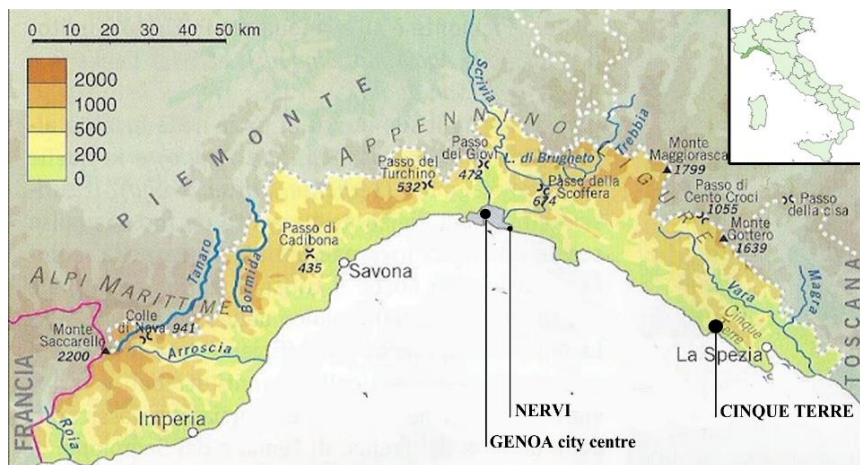 0 10 20 30 40 50 km
2000
1000
500
200
0
PIEMONTE
APPENNINO
LIGURE
ALPI MARITTIME
FRANCIA
TOSCANA
Scrivia
Trebbia
L. di Brugneto
Passo dei Giovi
472
Passo del
Turchino
532
Passo della
Scoffera
674
Monte
Maggiorasca
1799
Passo di
Cento Croci
1055
Passo
della cisa
Monte
Gottero
1639
Passo di
Cadibona
435
Savona
Tanaro
Bormida
Colle
di Nava 941
Monte
Saccarello
2200
Arroscia
Imperia
Roia
Vara
Magra
Cinque
Terre
La Spezia
NERVI
GENOA city centre
CINQUE TERRE